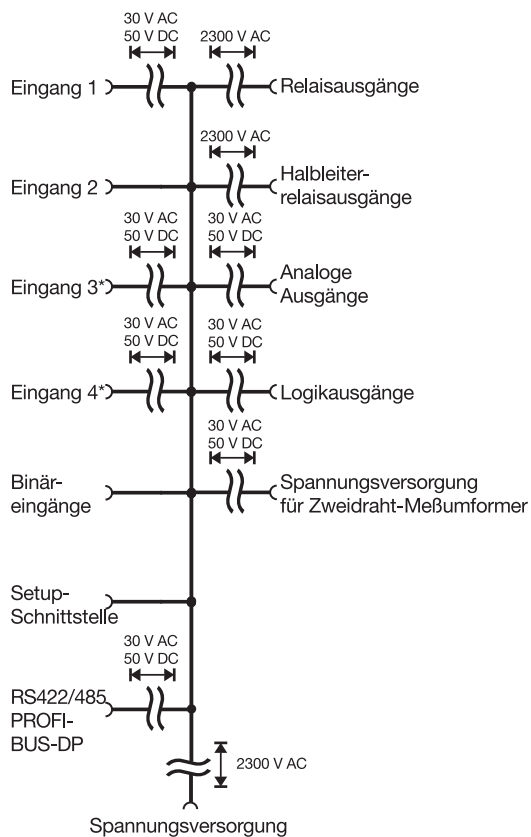 30 V AC
50 V DC
2300 V AC
Eingang 1
Relaisausgänge
2300 V AC
Eingang 2
Halbleiter-
relaisausgänge
30 V AC
50 V DC
30 V AC
50 V DC
Eingang 3*
Analoge
Ausgänge
30 V AC
50 V DC
30 V AC
50 V DC
Eingang 4*
Logikausgänge
30 V AC
50 V DC
Binär-
eingänge
Spannungsversorgung
für Zweidraht-Meßumformer
Setup-
Schnittstelle
30 V AC
50 V DC
RS422/485
PROFI-
BUS-DP
2300 V AC
Spannungsversorgung